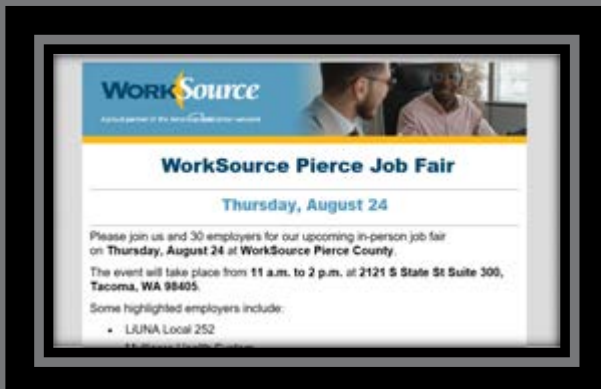 WorkSource
WorkSource Pierce Job Fair
Thursday, August 24
Please join us and 30 employers for our upcoming in-person job fair
on Thursday, August 24 at WorkSource Pierce County.
The event will take place from 11 a.m. to 2 p.m. at 2121 S State St Suite 300,
Tacoma, WA 98405.
Some highlighted employers include:
• LiUNA Local 252